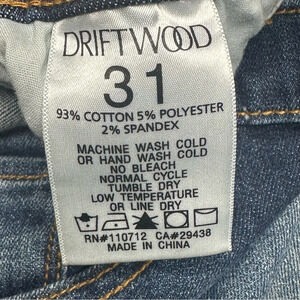 DRIFTWOOD
31
93% COTTON 5% POLYESTER
2% SPANDEX
MACHINE WASH COLD
OR HAND WASH COLD
NO BLEACH
NORMAL CYCLE
TUMBLE DRY
LOW TEMPERATURE
OR LINE DRY
RN#110712 CA#29438
MADE IN CHINA